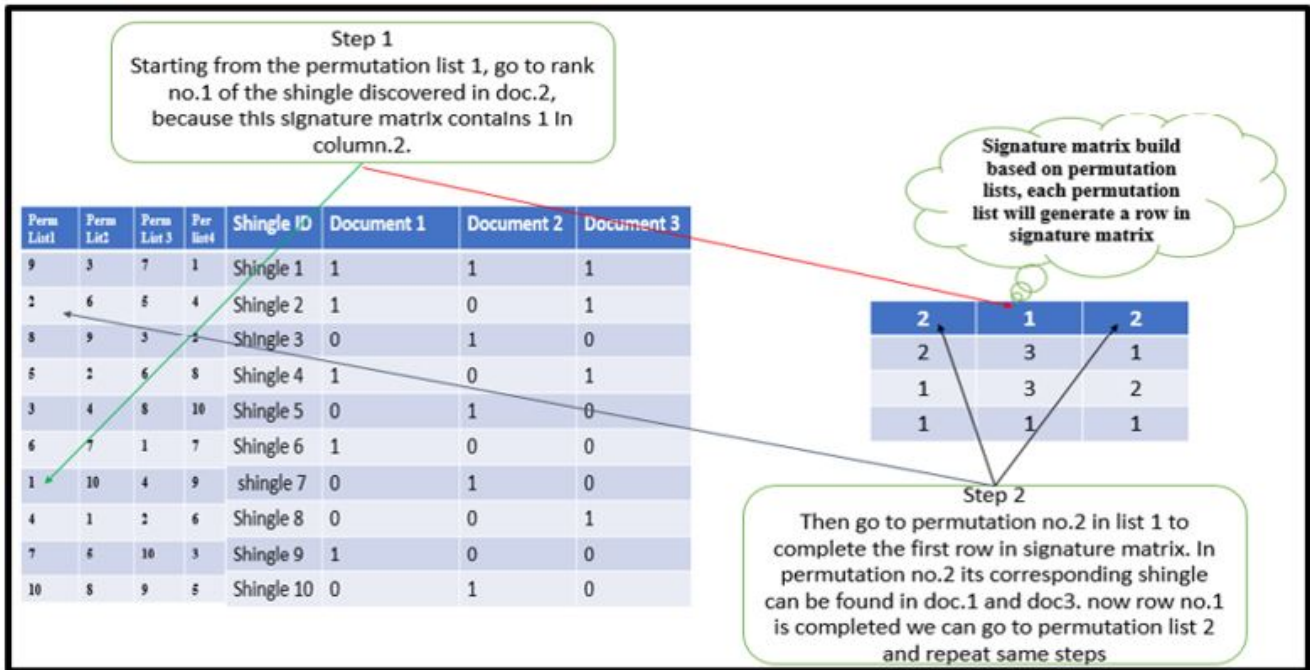 Step 1
Starting from the permutation list 1, go to rank
no.1 of the shingle discovered in doc.2,
because this signature matrix contains 1 in
column.2.
Signature matrix build
based on permutation
lists, each permutation
list will generate a row in
signature matrix
Perm List1 Perm Lit2 Perm List 3 Per list4 Shingle ID Document 1 Document 2 Document 3
9 3 7 1 Shingle 1 1 1 1
2 6 5 4 Shingle 2 1 0 1
8 9 3 2 Shingle 3 0 1 0
5 2 6 8 Shingle 4 1 0 1
3 4 8 10 Shingle 5 0 1 0
6 7 1 7 Shingle 6 1 0 0
1 10 4 9 shingle 7 0 1 0
4 1 2 6 Shingle 8 0 0 1
7 5 10 3 Shingle 9 1 0 0
10 8 9 5 Shingle 10 0 1 0
2 1 2
2 3 1
1 3 2
1 1 1
Step 2
Then go to permutation no.2 in list 1 to
complete the first row in signature matrix. In
permutation no.2 its corresponding shingle
can be found in doc.1 and doc3. now row no.1
is completed we can go to permutation list 2
and repeat same steps